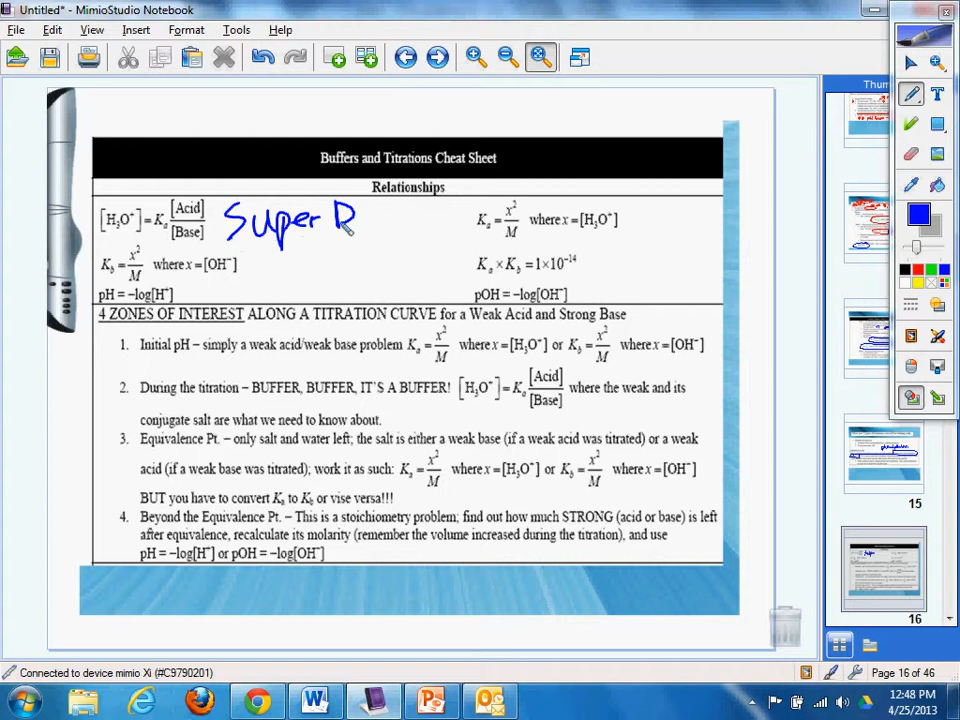 Untitled* - MimioStudio Notebook
File Edit View Insert Format Tools Help
Buffers and Titrations Cheat Sheet
Relationships
[H₃O⁺] = Kₐ [Acid]/[Base]
Super
Kₐ = x²/M where x = [H₃O⁺]
K_b = x²/M where x = [OH⁻]
Kₐ × K_b = 1×10⁻¹⁴
pH = −log[H⁺]
pOH = −log[OH⁻]
4 ZONES OF INTEREST ALONG A TITRATION CURVE for a Weak Acid and Strong Base
1. Initial pH – simply a weak acid/weak base problem Kₐ = x²/M where x = [H₃O⁺] or K_b = x²/M where x = [OH⁻]
2. During the titration – BUFFER, BUFFER, IT'S A BUFFER! [H₃O⁺] = Kₐ [Acid]/[Base] where the weak and its
conjugate salt are what we need to know about.
3. Equivalence Pt. – only salt and water left; the salt is either a weak base (if a weak acid was titrated) or a weak
acid (if a weak base was titrated); work it as such: Kₐ = x²/M where x = [H₃O⁺] or K_b = x²/M where x = [OH⁻]
BUT you have to convert Kₐ to K_b or vise versa!!!
4. Beyond the Equivalence Pt. – This is a stoichiometry problem; find out how much STRONG (acid or base) is left
after equivalence, recalculate its molarity (remember the volume increased during the titration), and use
pH = −log[H⁺] or pOH = −log[OH⁻]
Thum
15
16
Connected to device mimio Xi (#C9790201)
Page 16 of 46
12:48 PM
4/25/2013